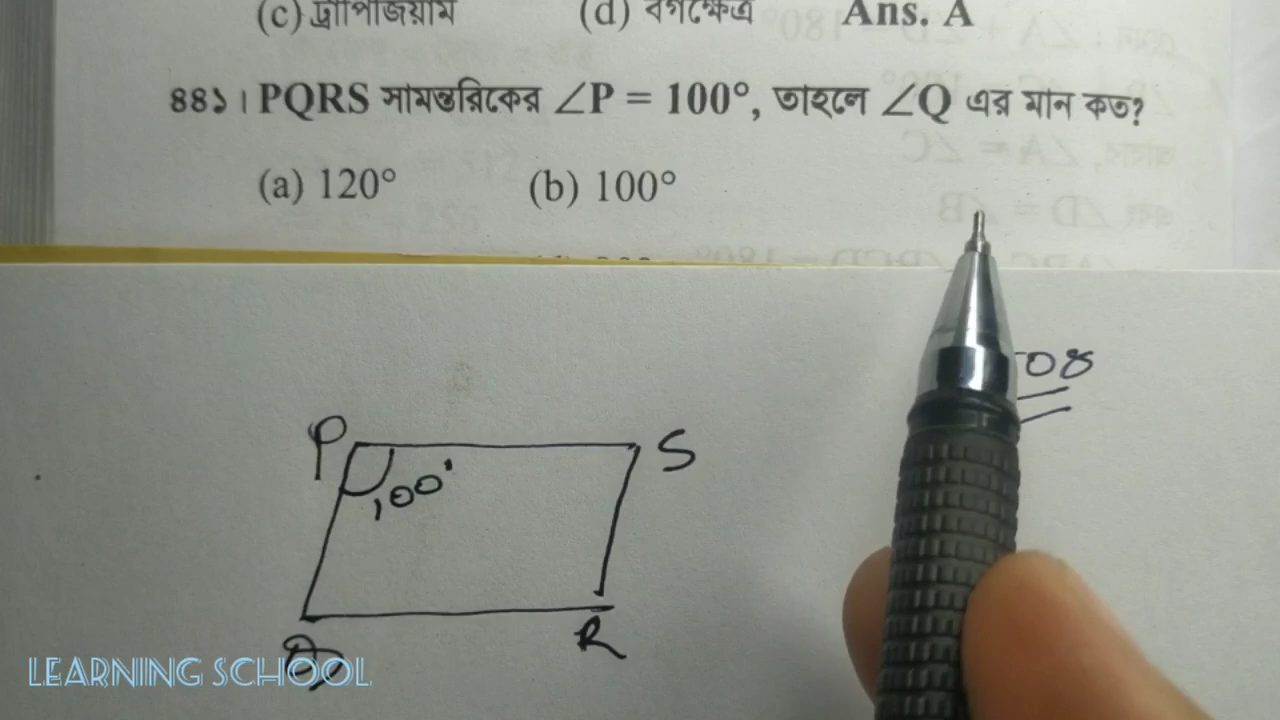 (c) ট্রাপিজিয়াম (d) বর্গক্ষেত্র Ans. A
৪৪১। PQRS সামন্তরিকের ∠P = 100°, তাহলে ∠Q এর মান কত?
(a) 120° (b) 100°
P S
100°
Q R
LEARNING SCHOOL